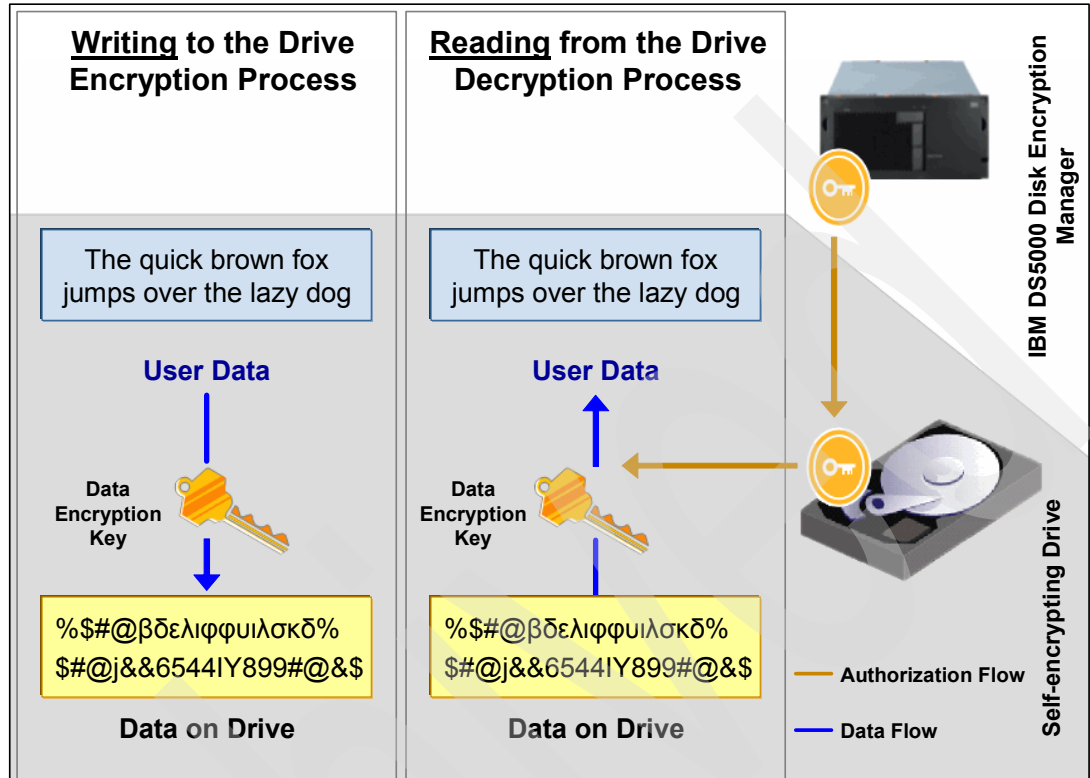 Writing to the Drive
Encryption Process
The quick brown fox
jumps over the lazy dog
User Data
Data
Encryption
Key
%$#@βδελιφφυιλσκδ%
$#@j&&6544IY899#@&$
Data on Drive
Reading from the Drive
Decryption Process
The quick brown fox
jumps over the lazy dog
User Data
Data
Encryption
Key
%$#@βδελιφφυιλσκδ%
$#@j&&6544IY899#@&$
Data on Drive
IBM DS5000 Disk Encryption
Manager
Self-encrypting Drive
Authorization Flow
Data Flow